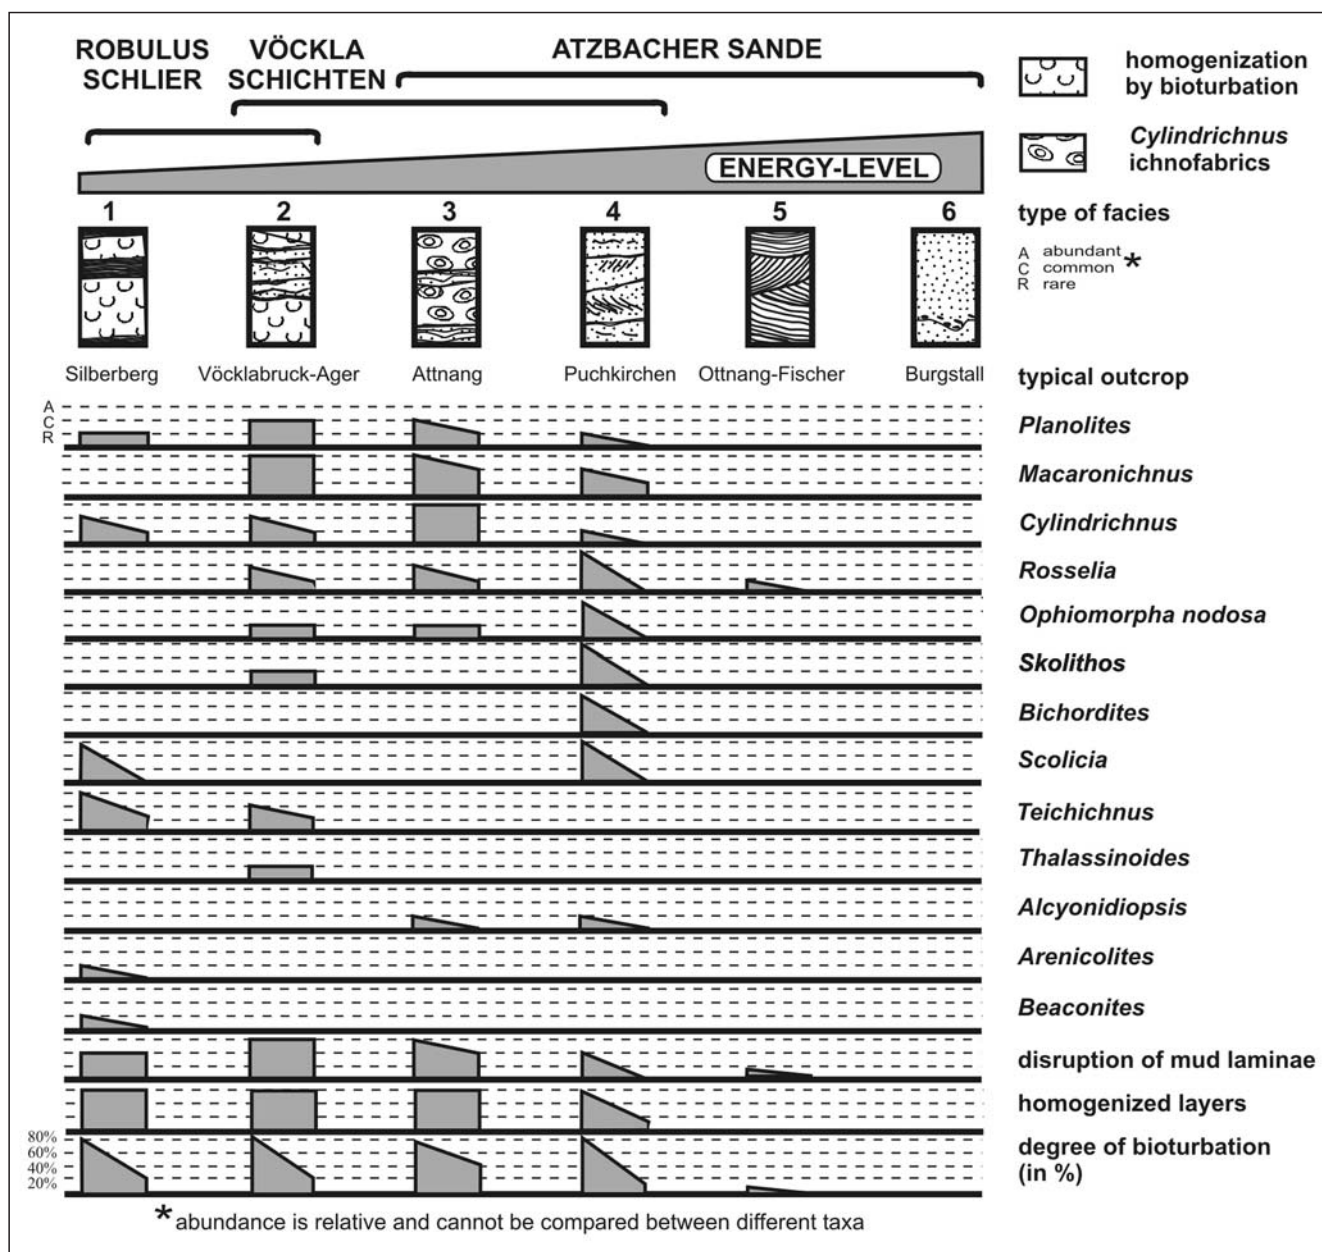 ROBULUS
SCHLIER
VÖCKLA
SCHICHTEN
ATZBACHER SANDE
homogenization
by bioturbation
Cylindrichnus
ichnofabrics
ENERGY-LEVEL
1 2 3 4 5 6
type of facies
A abundant
C common *
R rare
Silberberg Vöcklabruck-Ager Attnang Puchkirchen Ottnang-Fischer Burgstall
typical outcrop
A
C
R
Planolites
Macaronichnus
Cylindrichnus
Rosselia
Ophiomorpha nodosa
Skolithos
Bichordites
Scolicia
Teichichnus
Thalassinoides
Alcyonidiopsis
Arenicolites
Beaconites
disruption of mud laminae
homogenized layers
80%
60%
40%
20%
degree of bioturbation
(in %)
* abundance is relative and cannot be compared between different taxa